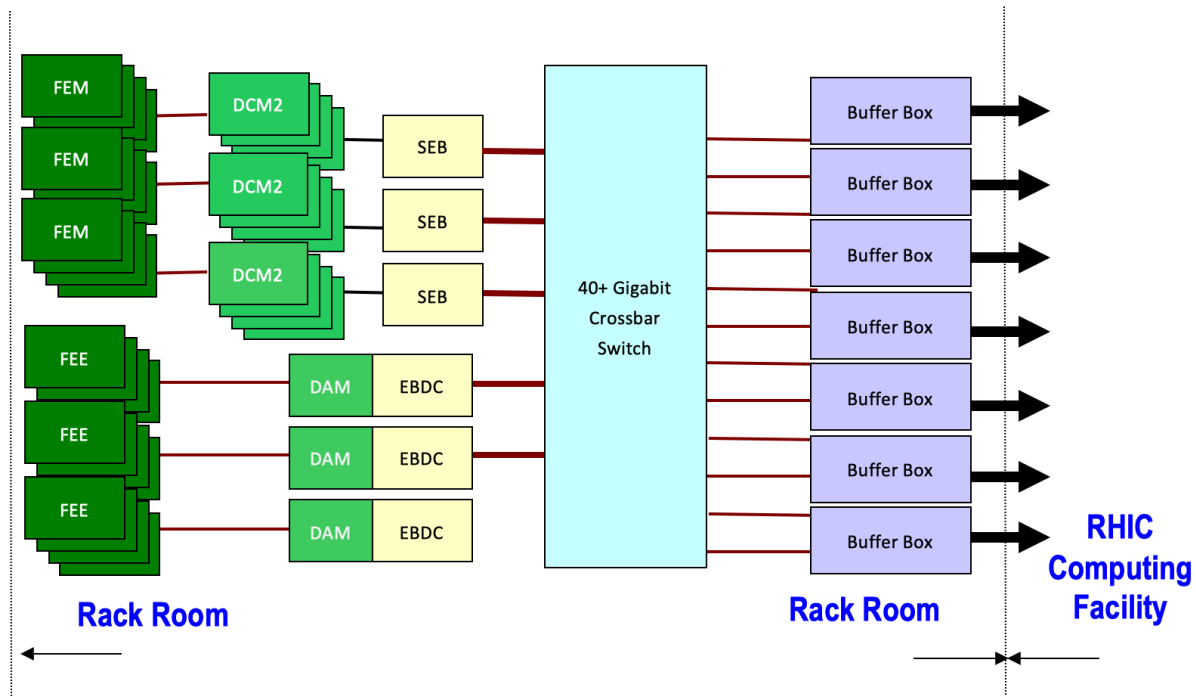 FEM
FEM
FEM
DCM2
DCM2
DCM2
SEB
SEB
SEB
FEE
FEE
FEE
DAM
EBDC
DAM
EBDC
DAM
EBDC
40+ Gigabit
Crossbar
Switch
Buffer Box
Buffer Box
Buffer Box
Buffer Box
Buffer Box
Buffer Box
Buffer Box
Rack Room
Rack Room
RHIC
Computing
Facility